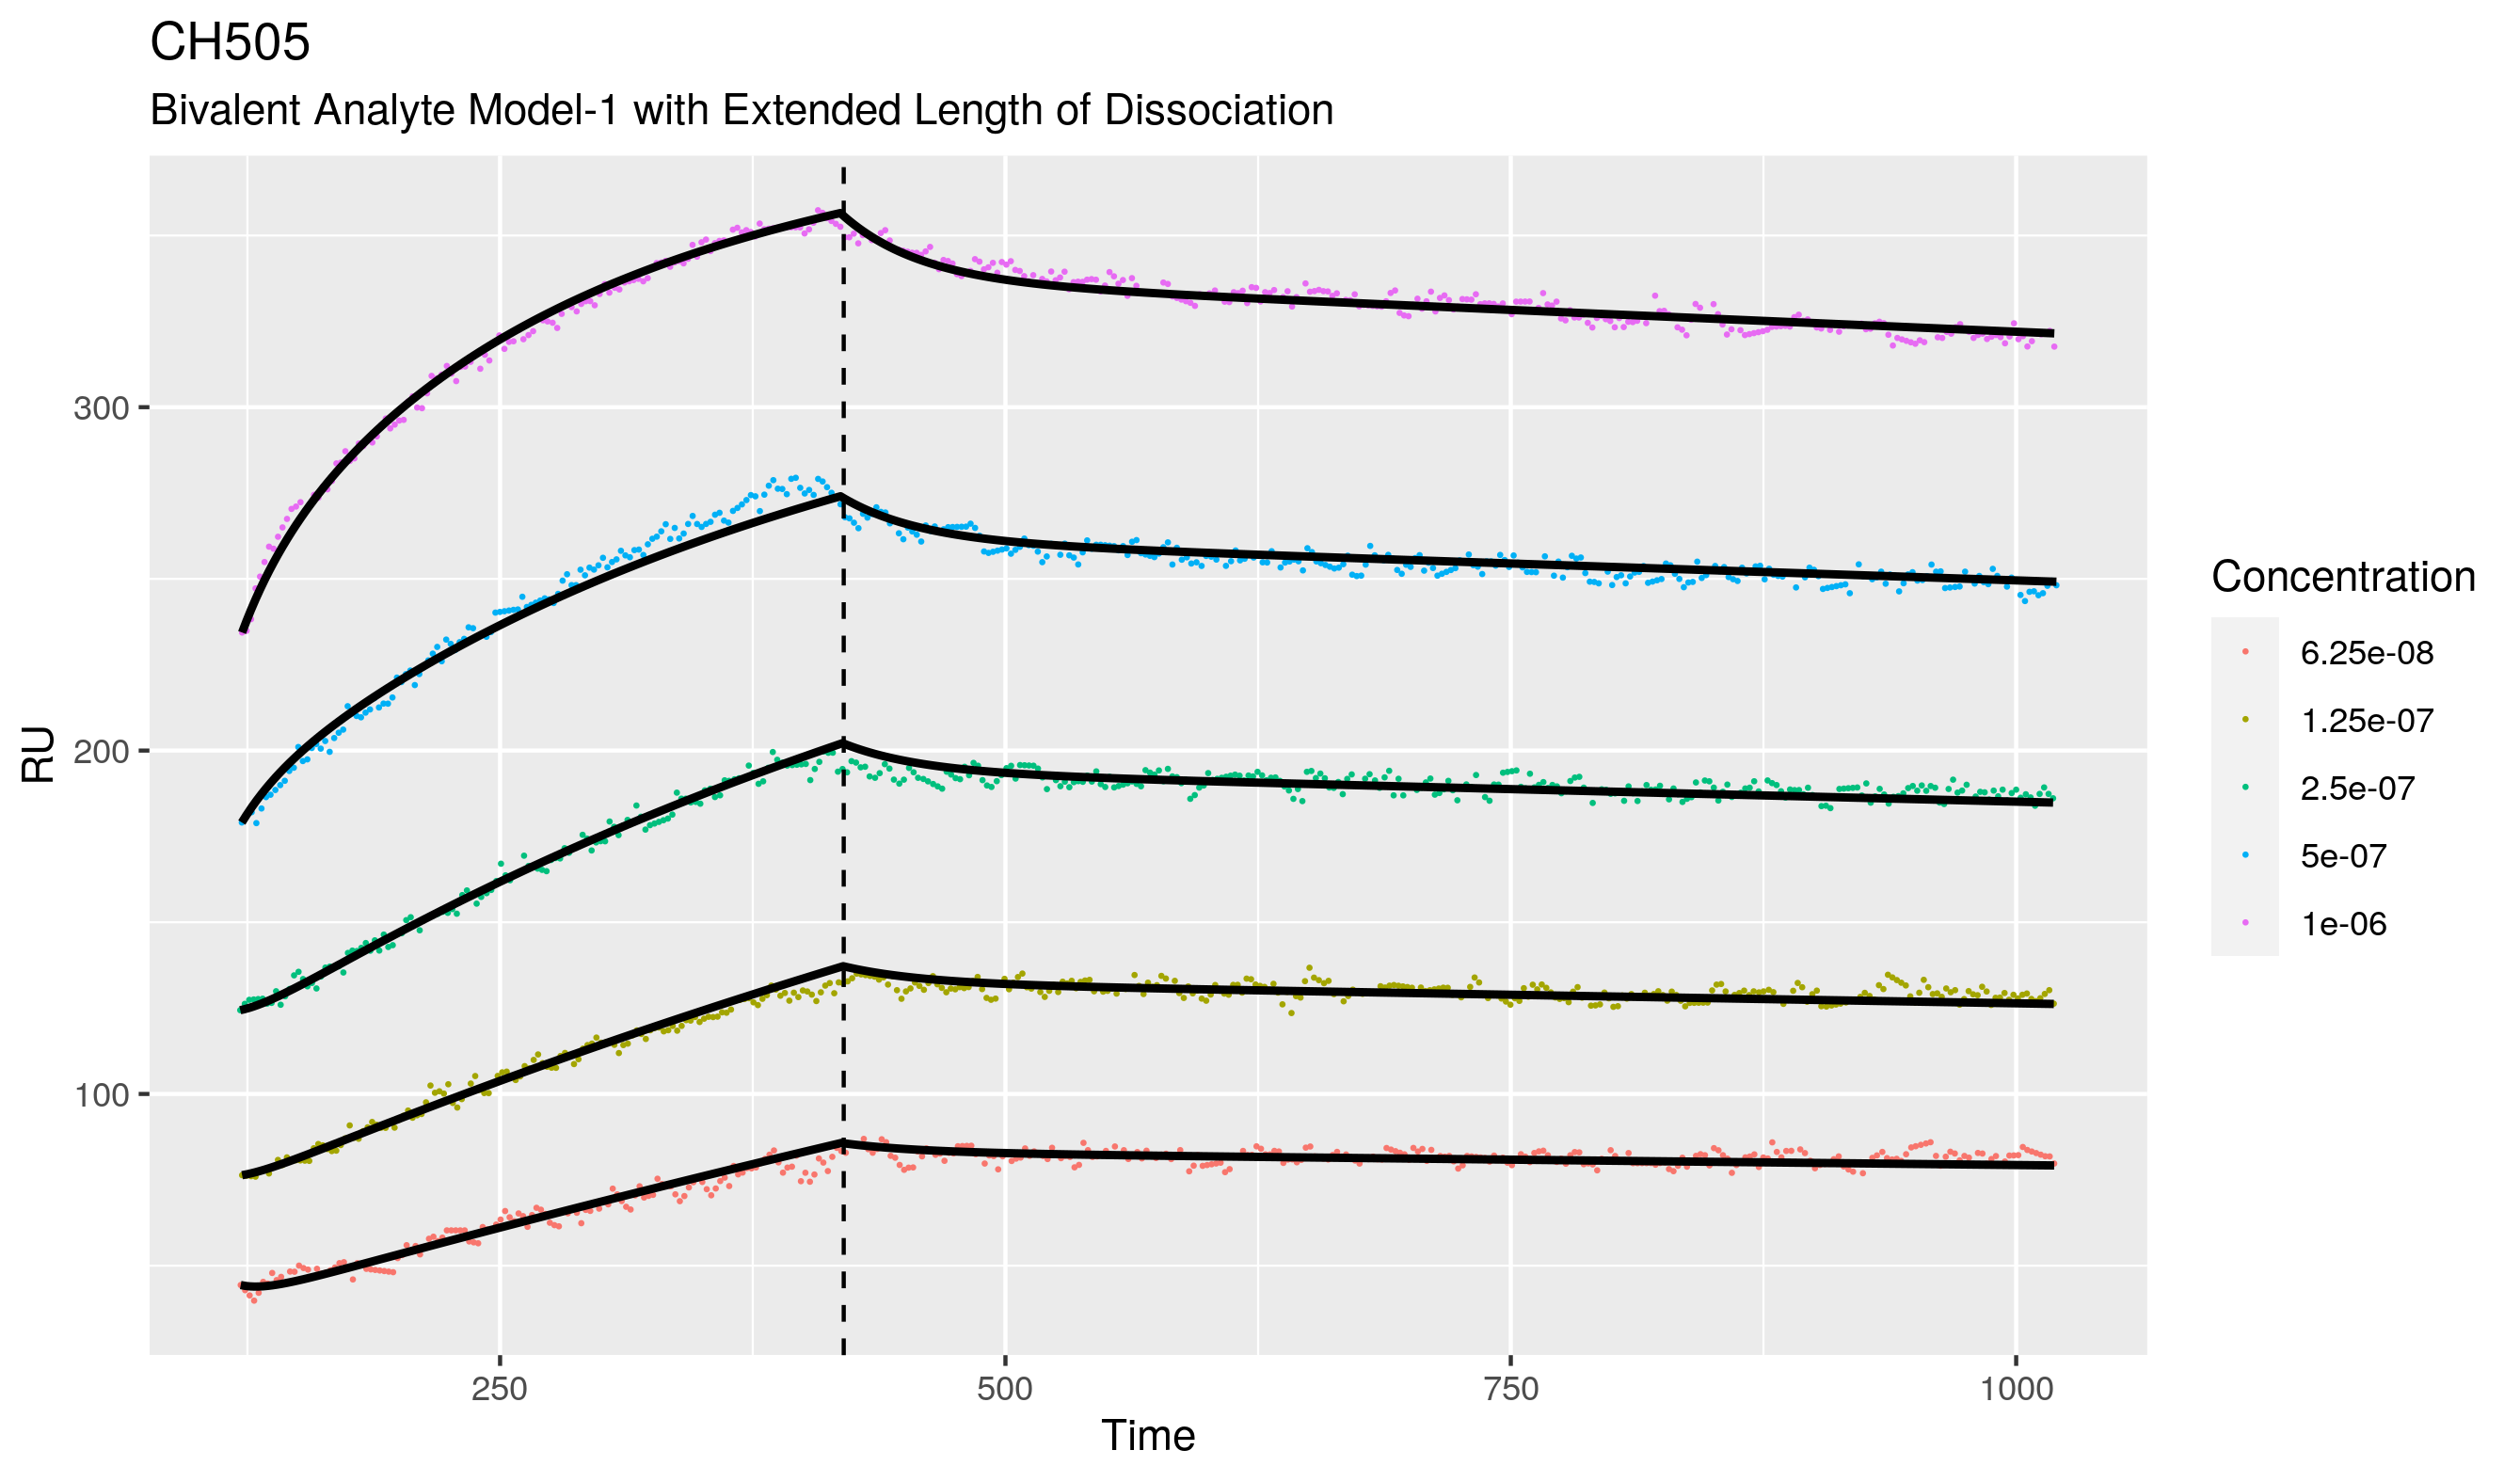 CH505
Bivalent Analyte Model-1 with Extended Length of Dissociation
RU
300
200
100
250 500 750 1000
Time
Concentration
6.25e-08
1.25e-07
2.5e-07
5e-07
1e-06